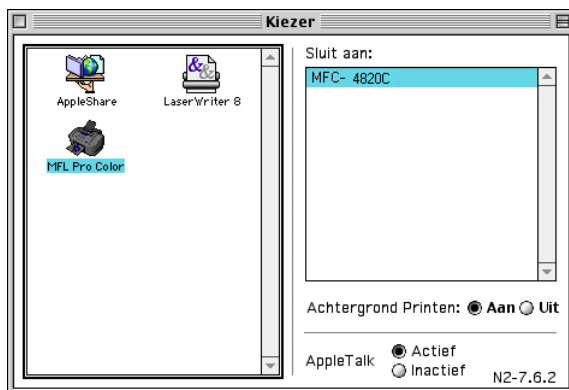 Kiezer
AppleShare
LaserWriter 8
MFL Pro Color
Sluit aan:
MFC- 4820C
Achtergrond Printen: Aan Uit
AppleTalk
Actief
Inactief
N2-7.6.2